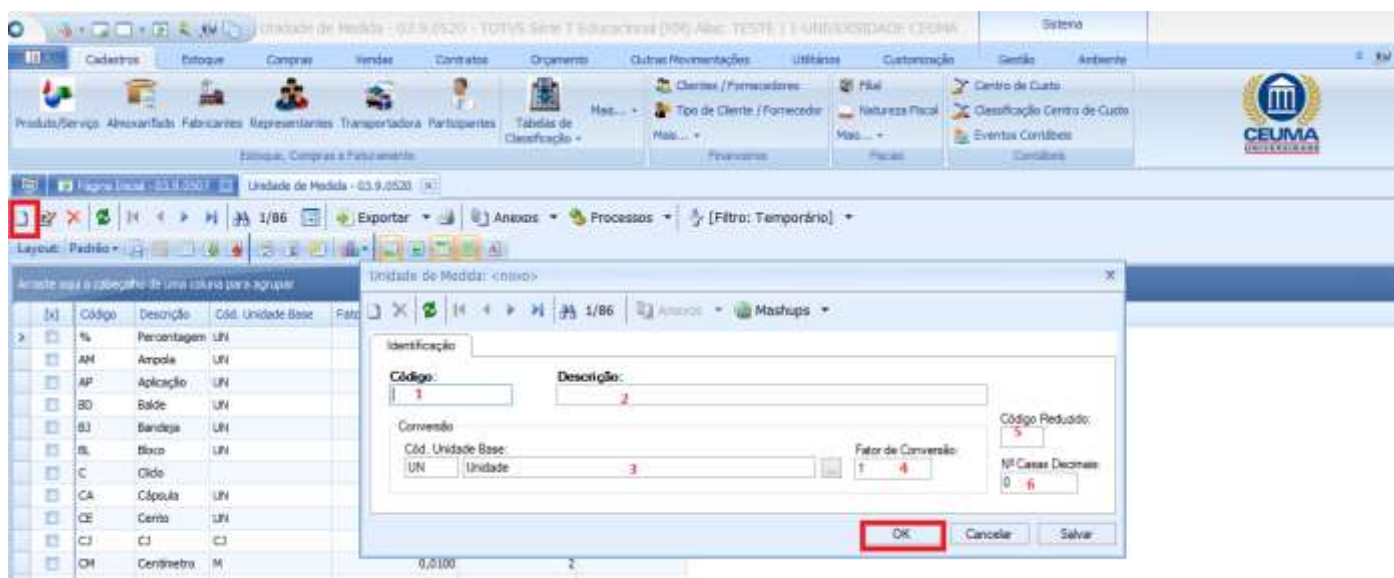 Unidade de Medida - 03.9.0520 - TOTVS Série T Educacional (RM) Alias: TESTE | 1-UNIVERSIDADE CEUMA
Sistema
Cadastros Estoque Compras Vendas Contratos Orçamento Outras Movimentações Utilitários Customização Gestão Ambiente
Produto/Serviço Almoxarifado Fabricantes Representantes Transportadora Participantes Tabelas de Classificação Mais...
Clientes / Fornecedores Filial Centro de Custo
Tipo de Cliente / Fornecedor Natureza Fiscal Classificação Centro de Custo
Mais... Mais... Eventos Contábeis
Estoque, Compras e Faturamento Financeiros Fiscais Contábeis
CEUMA
UNIVERSIDADE
Página Inicial - 03.9.0507 Unidade de Medida - 03.9.0520
1/86 Exportar Anexos Processos [Filtro: Temporário]
Layout: Padrão
Arraste aqui o cabeçalho de uma coluna para agrupar
[x] Código Descrição Cód. Unidade Base
% Percentagem UN
AM Ampola UN
AP Aplicação UN
BD Balde UN
BJ Bandeja UN
BL Bloco UN
C Ciclo
CA Cápsula UN
CE Cento UN
CJ CJ CJ
CM Centímetro M 0,0100 2
Unidade de Medida: <novo>
1/86 Anexos Mashups
Identificação
Código: Descrição:
1 2
Código Reduzido:
5
Conversão
Cód. Unidade Base: Fator de Conversão:
UN Unidade 3 ... 1 4
Nº Casas Decimais:
0 6
OK Cancelar Salvar